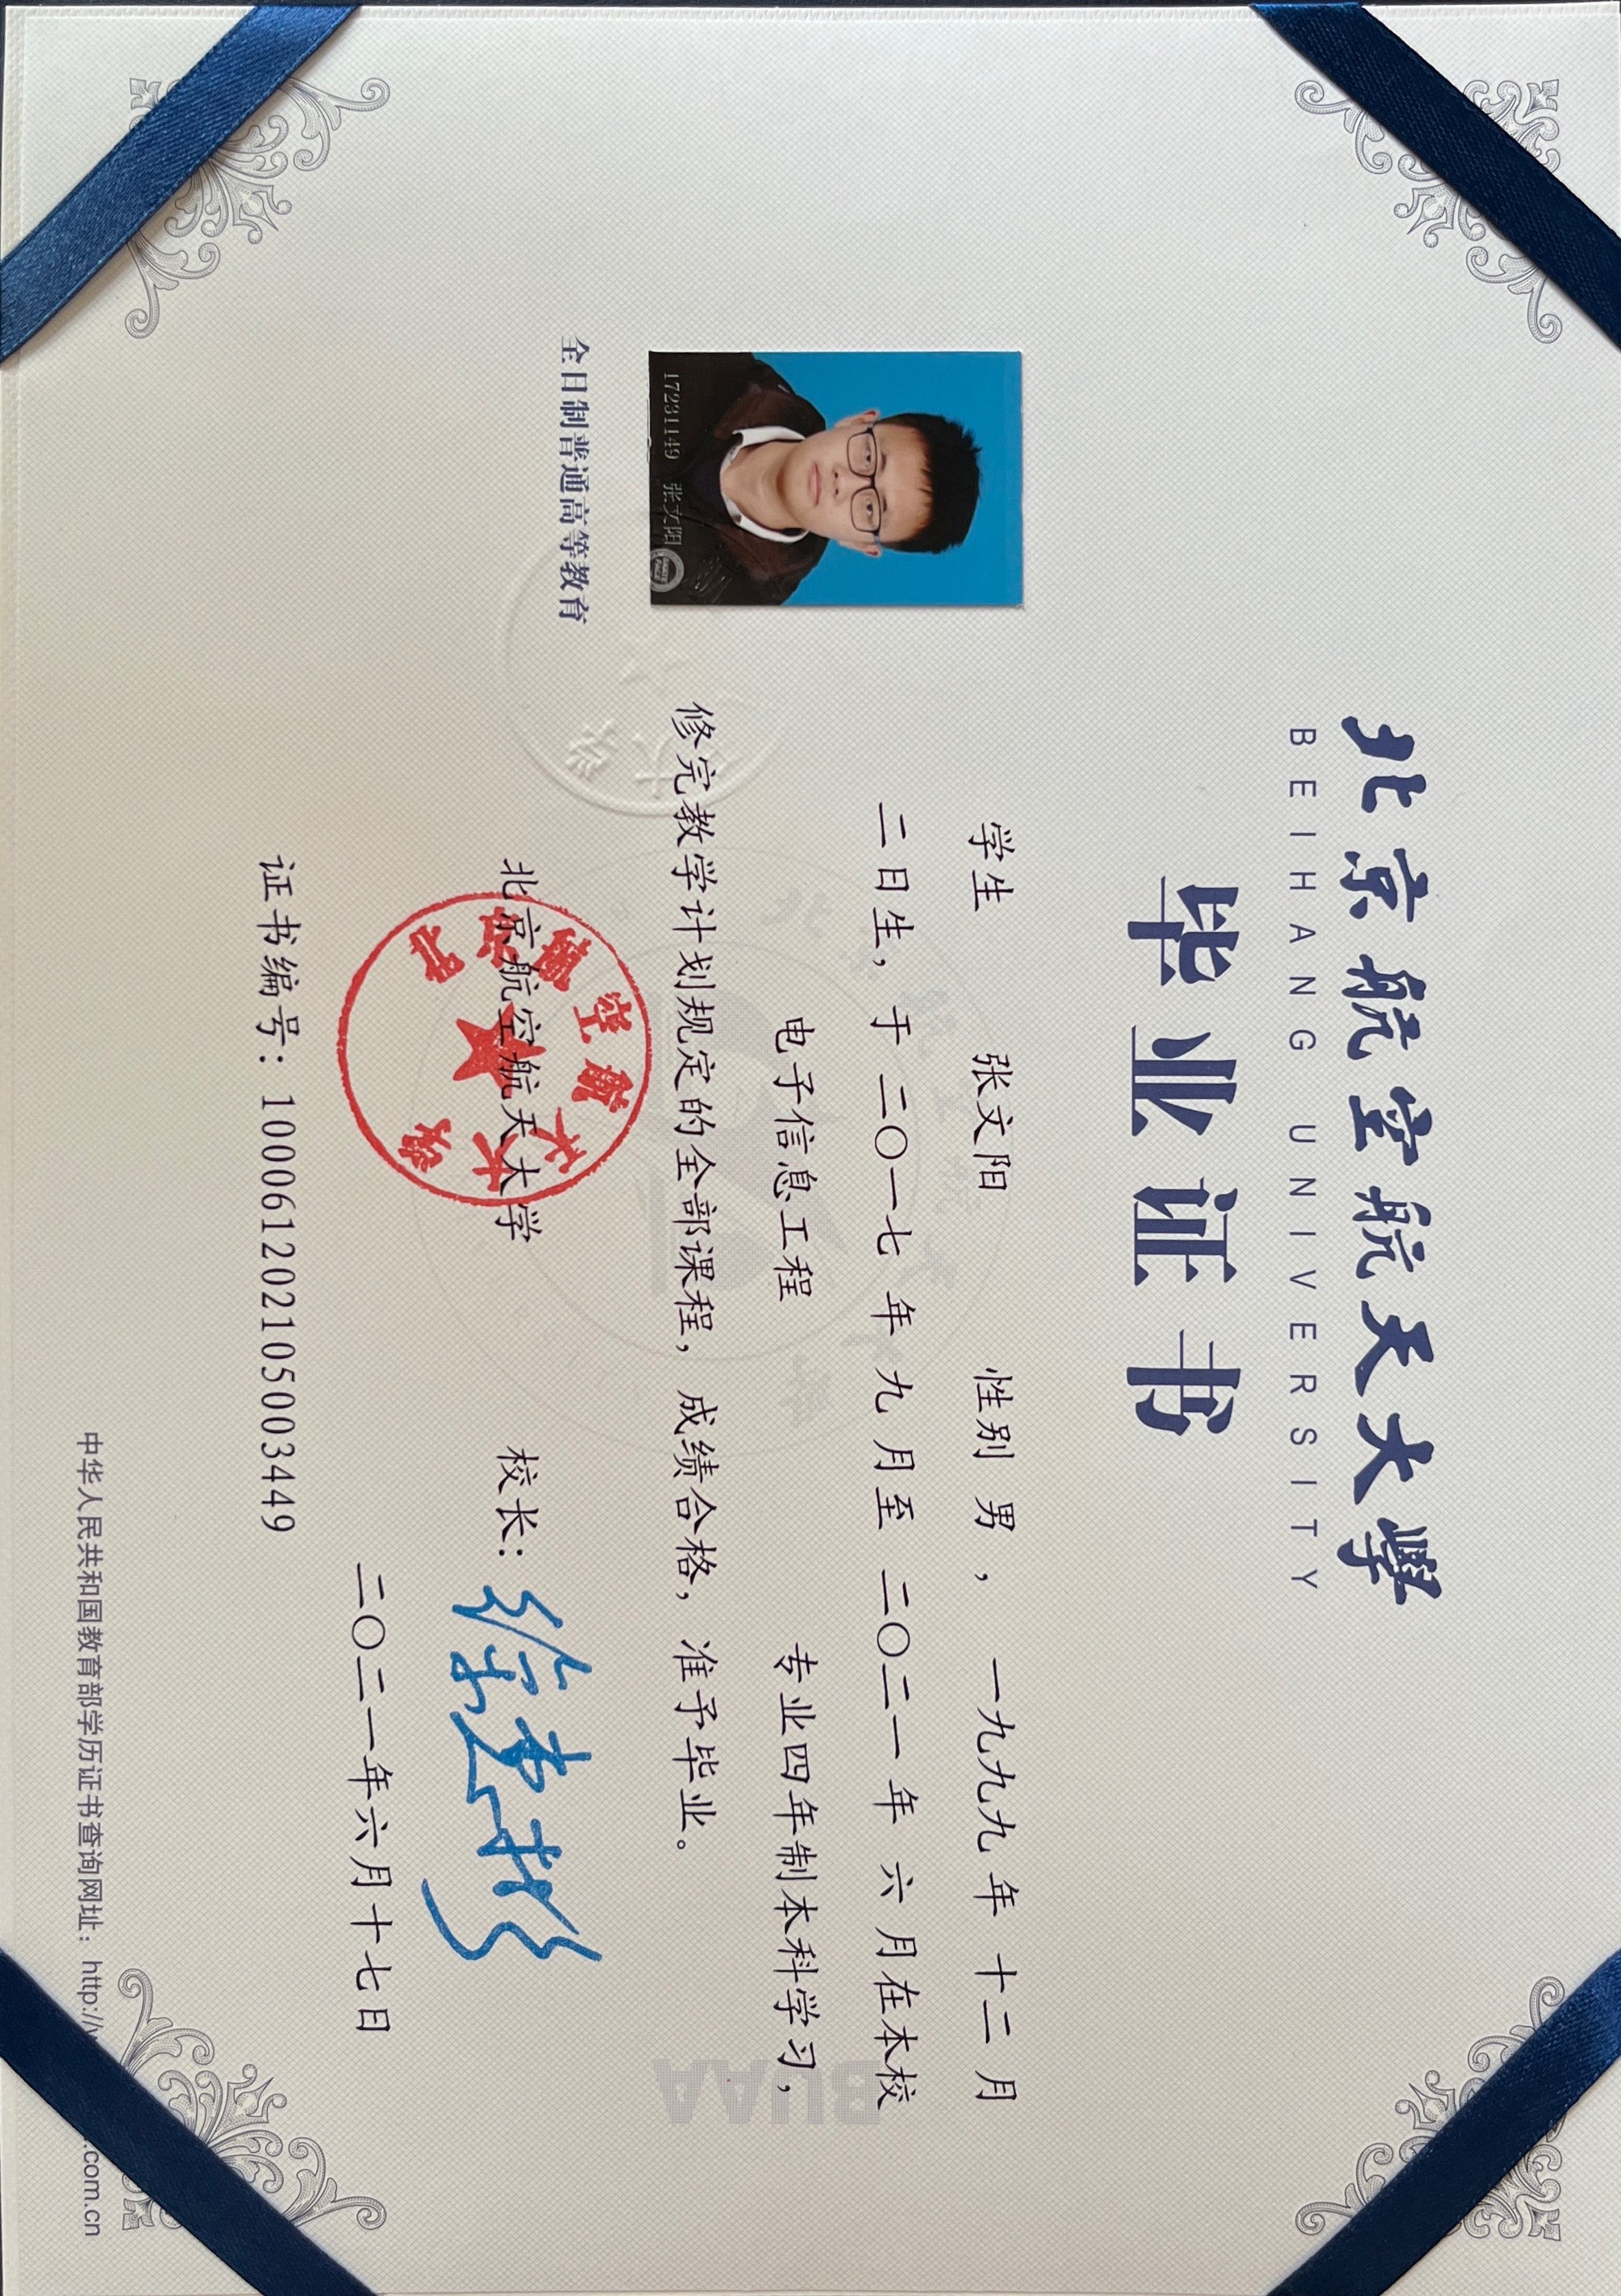 北京航空航天大學
BEIHANG UNIVERSITY
毕业证书
学生 张文阳 性别 男 , 一九九九 年 十二 月
二日生, 于 二〇一七 年 九 月至 二〇二一 年 六 月在本校
电子信息工程 专业四年制本科学习,
修完教学计划规定的全部课程, 成绩合格, 准予毕业。
17231149 张文阳
全日制普通高等教育
BUAA
北京航空航天大学
北京航空航天大学
校长: 徐惠彬
二〇二一年六月十七日
证书编号: 100061202105003449
中华人民共和国教育部学历证书查询网址: http://w .com.cn